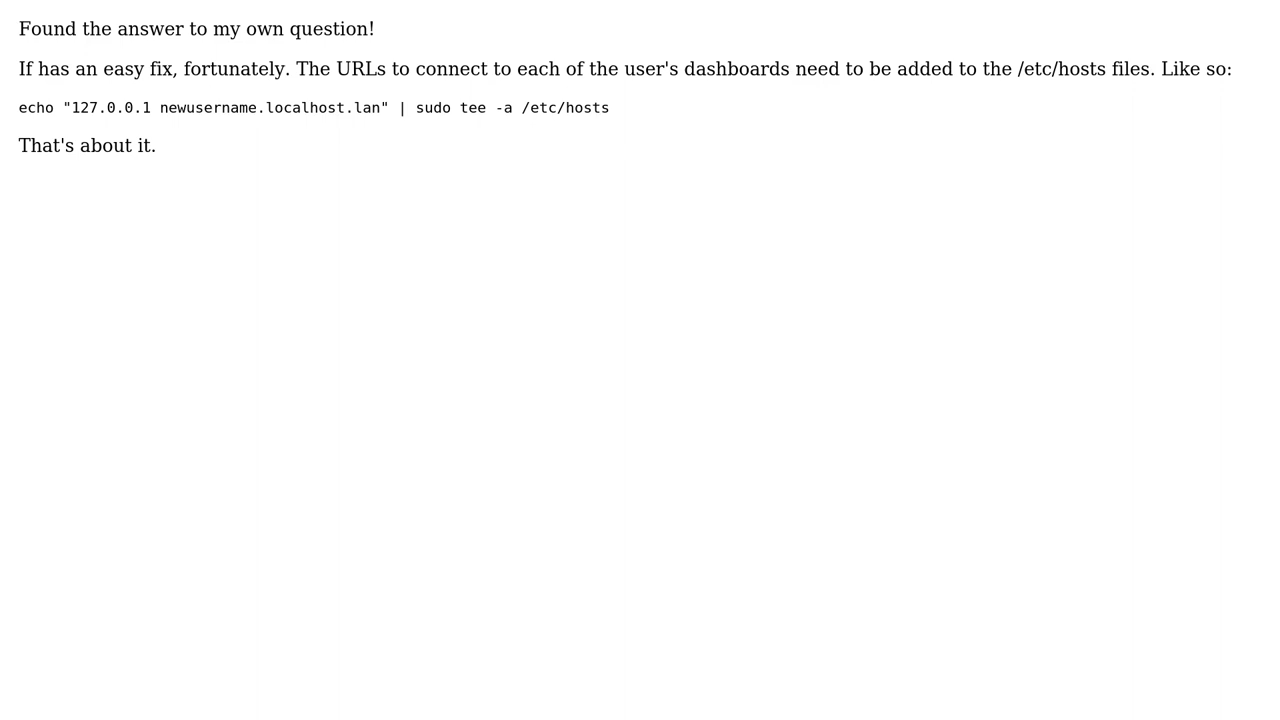 Found the answer to my own question!
If has an easy fix, fortunately. The URLs to connect to each of the user's dashboards need to be added to the /etc/hosts files. Like so:
echo "127.0.0.1 newusername.localhost.lan" | sudo tee -a /etc/hosts
That's about it.